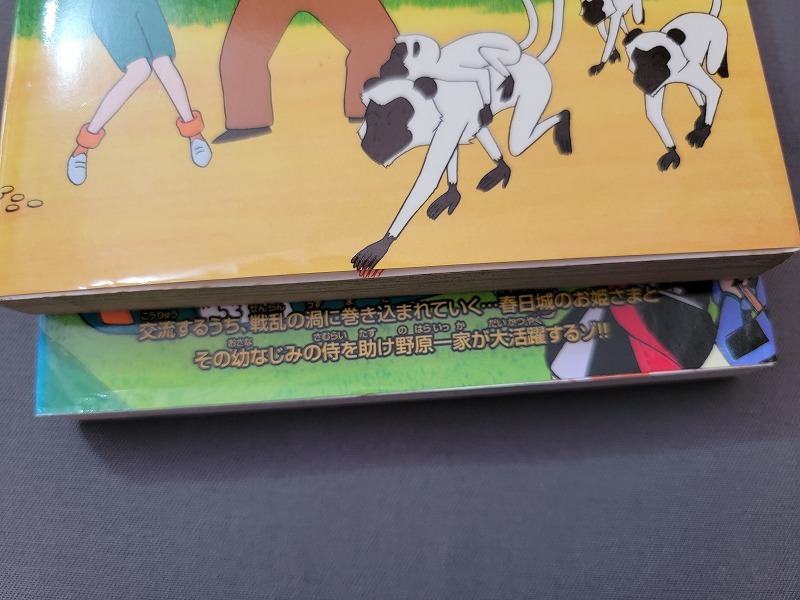 交流するうち、戦乱の渦に巻き込まれていく…春日城のお姫さまと
その幼なじみの侍を助け野原一家が大活躍するゾ!!